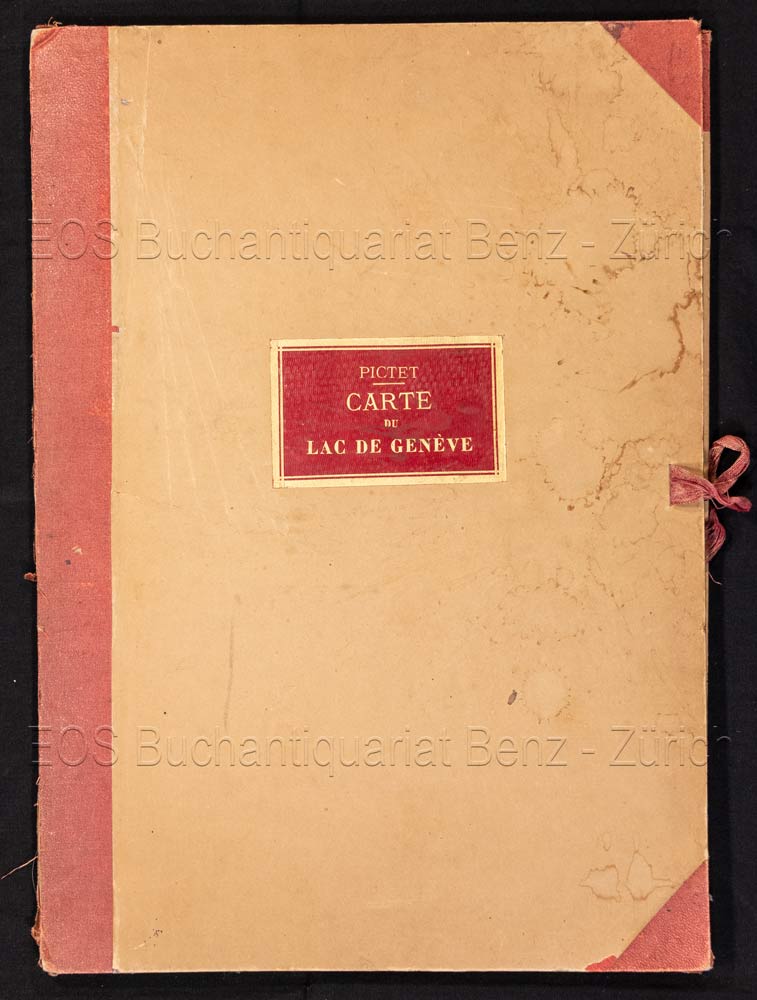 EOS Buchantiquariat Benz - Zürich
PICTET
CARTE
DU
LAC DE GENÈVE
EOS Buchantiquariat Benz - Zürich